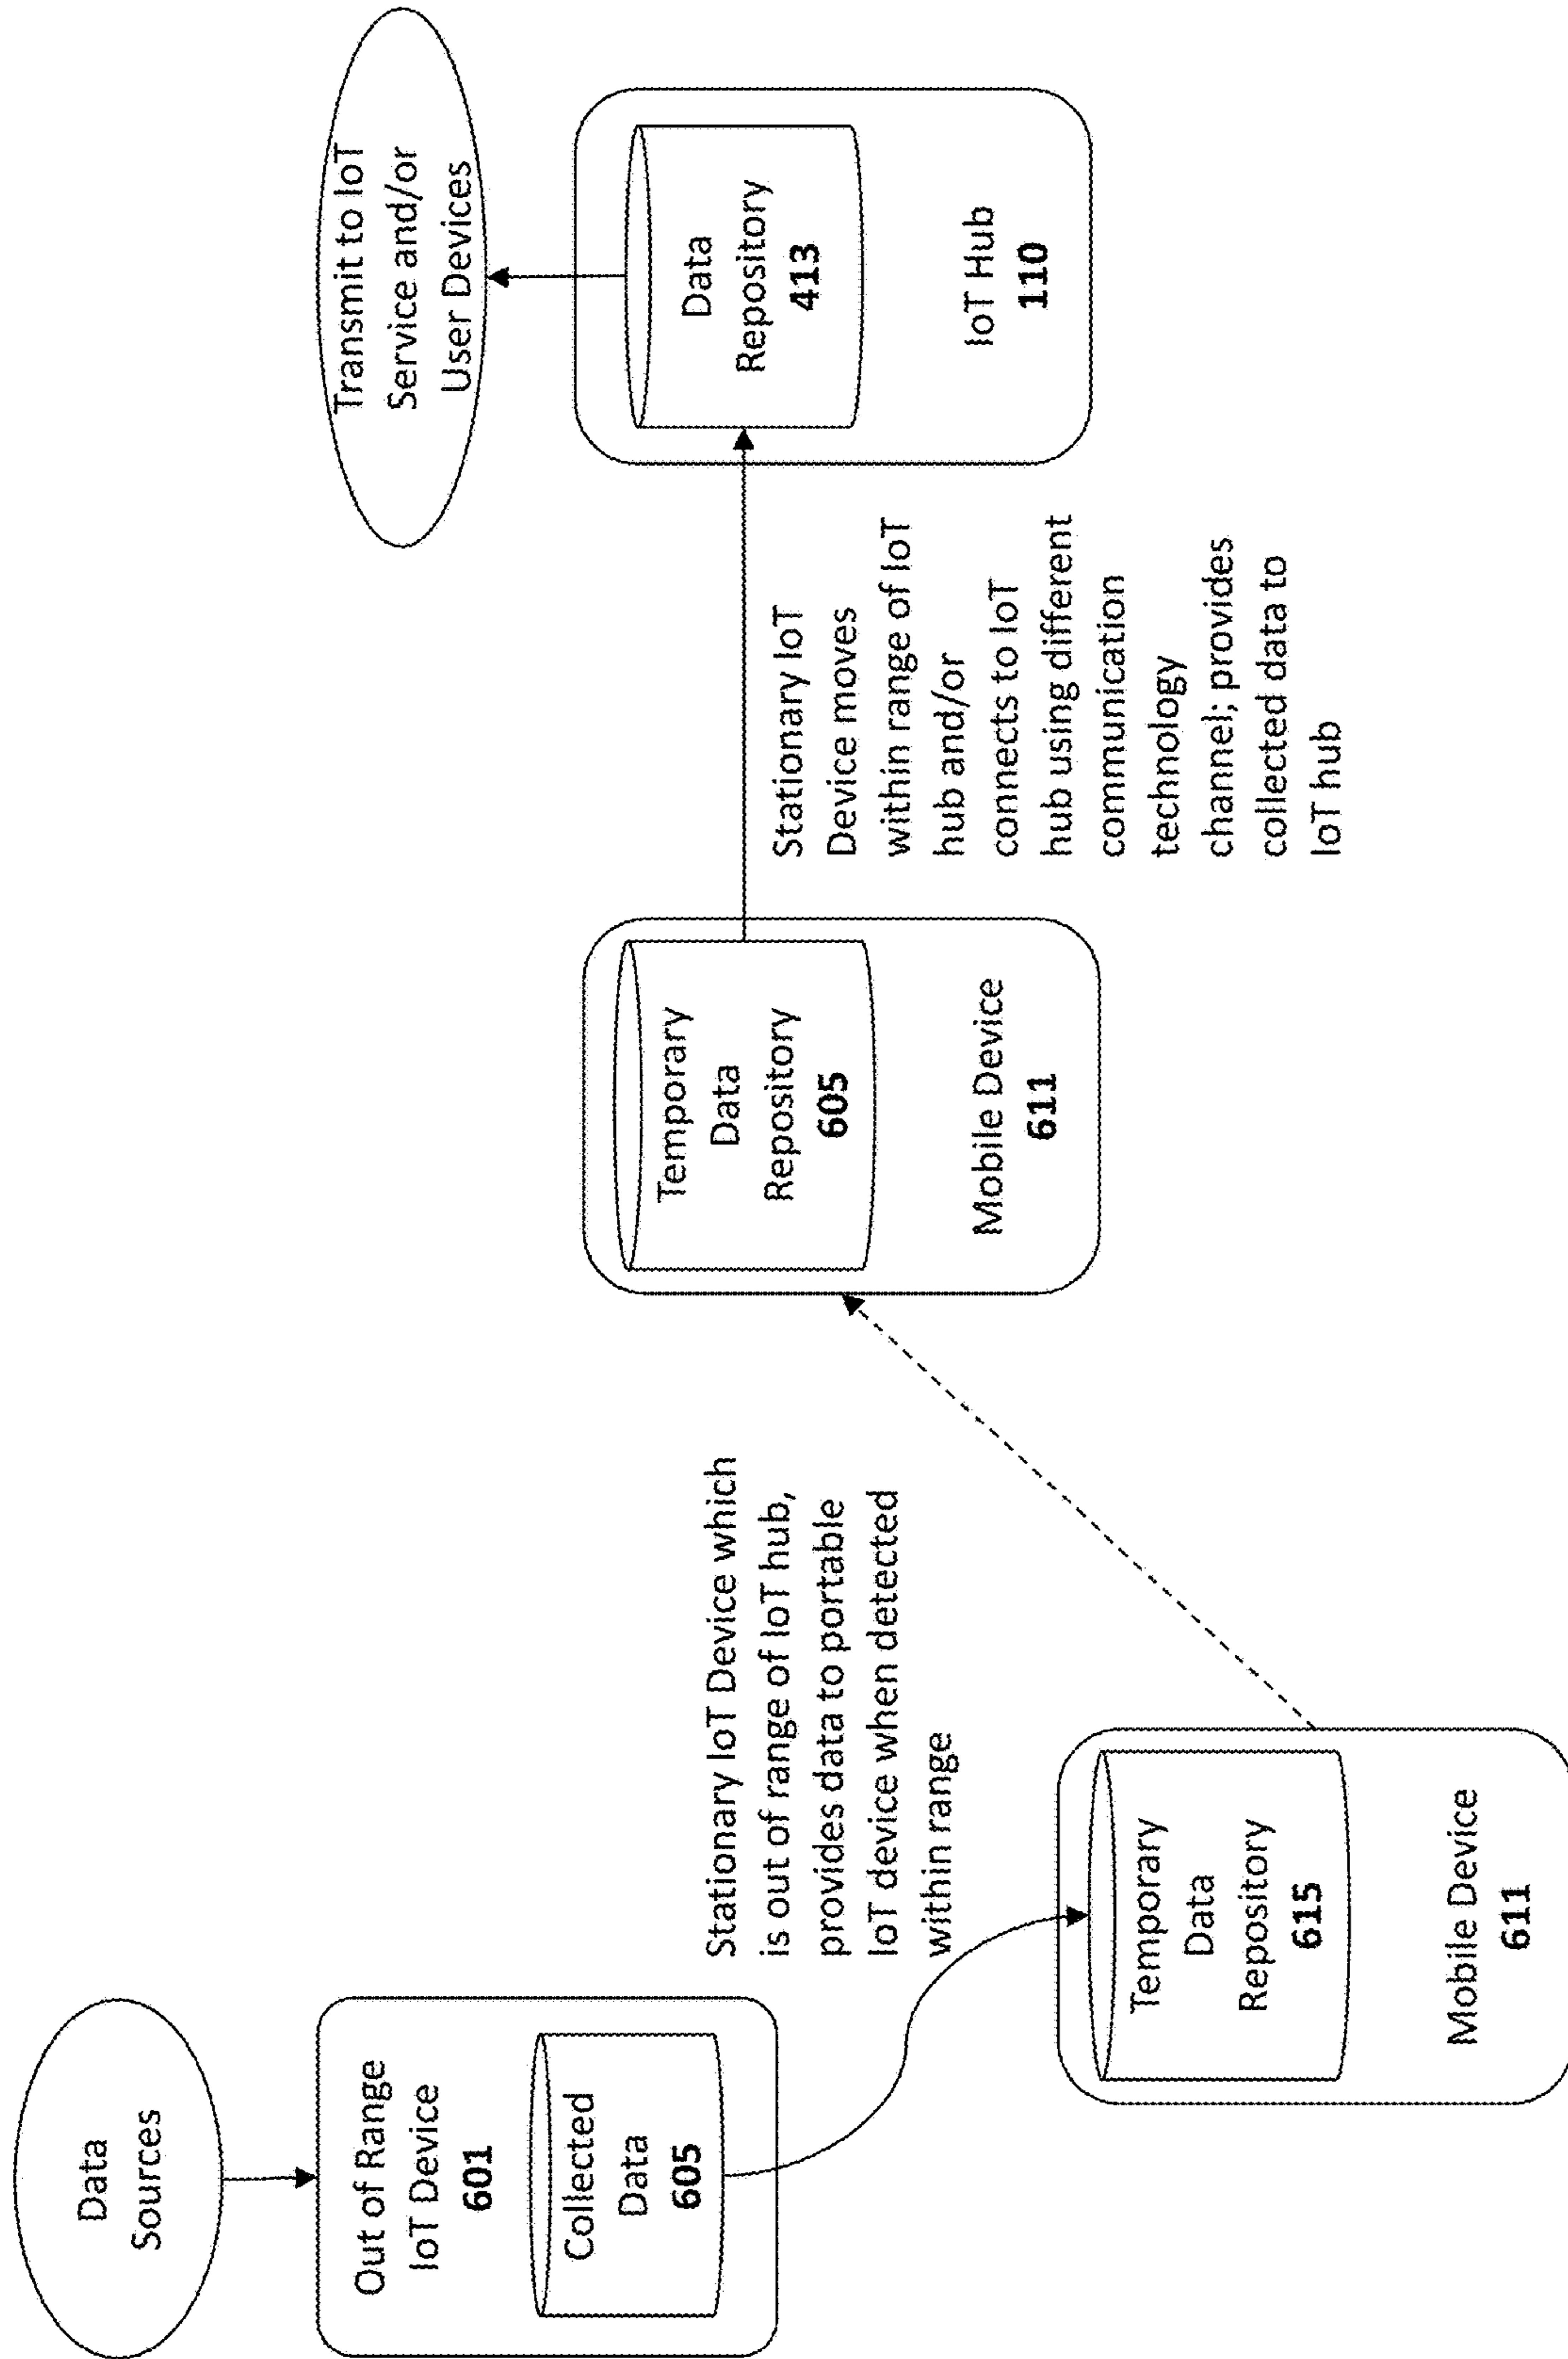 Data
Sources
Out of Range
IoT Device
601
Collected
Data
605
Stationary IoT Device which
is out of range of IoT hub,
provides data to portable
IoT device when detected
within range
Temporary
Data
Repository
615
Mobile Device
611
Temporary
Data
Repository
605
Mobile Device
611
Stationary IoT
Device moves
within range of IoT
hub and/or
connects to IoT
hub using different
communication
technology
channel; provides
collected data to
IoT hub
Transmit to IoT
Service and/or
User Devices
Data
Repository
413
IoT Hub
110